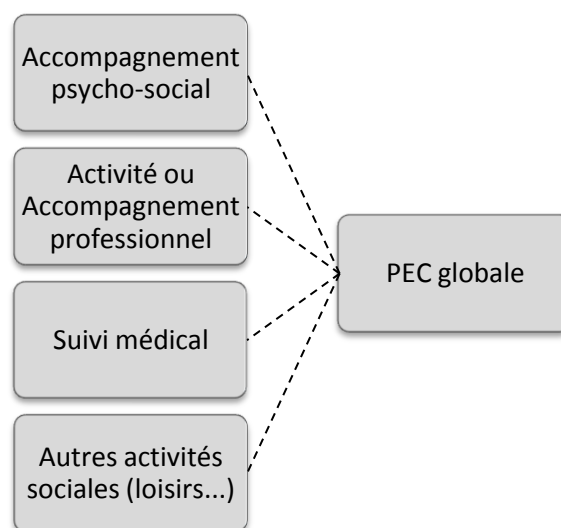 Accompagnement
psycho-social
Activité ou
Accompagnement
professionnel
Suivi médical
Autres activités
sociales (loisirs...)
PEC globale